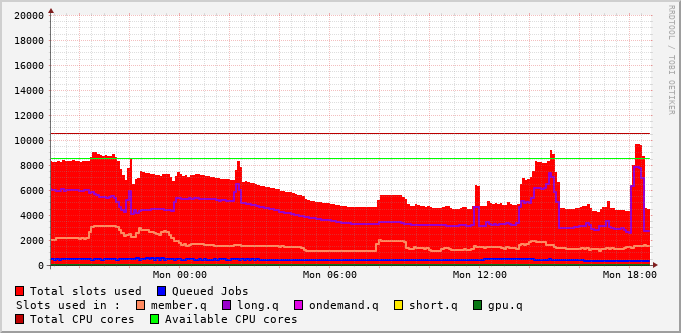 20000
18000
16000
14000
12000
10000
8000
6000
4000
2000
0
Mon 00:00 Mon 06:00 Mon 12:00 Mon 18:00
RRDTOOL / TOBI OETIKER
Total slots used Queued Jobs
Slots used in : member.q long.q ondemand.q short.q gpu.q
Total CPU cores Available CPU cores